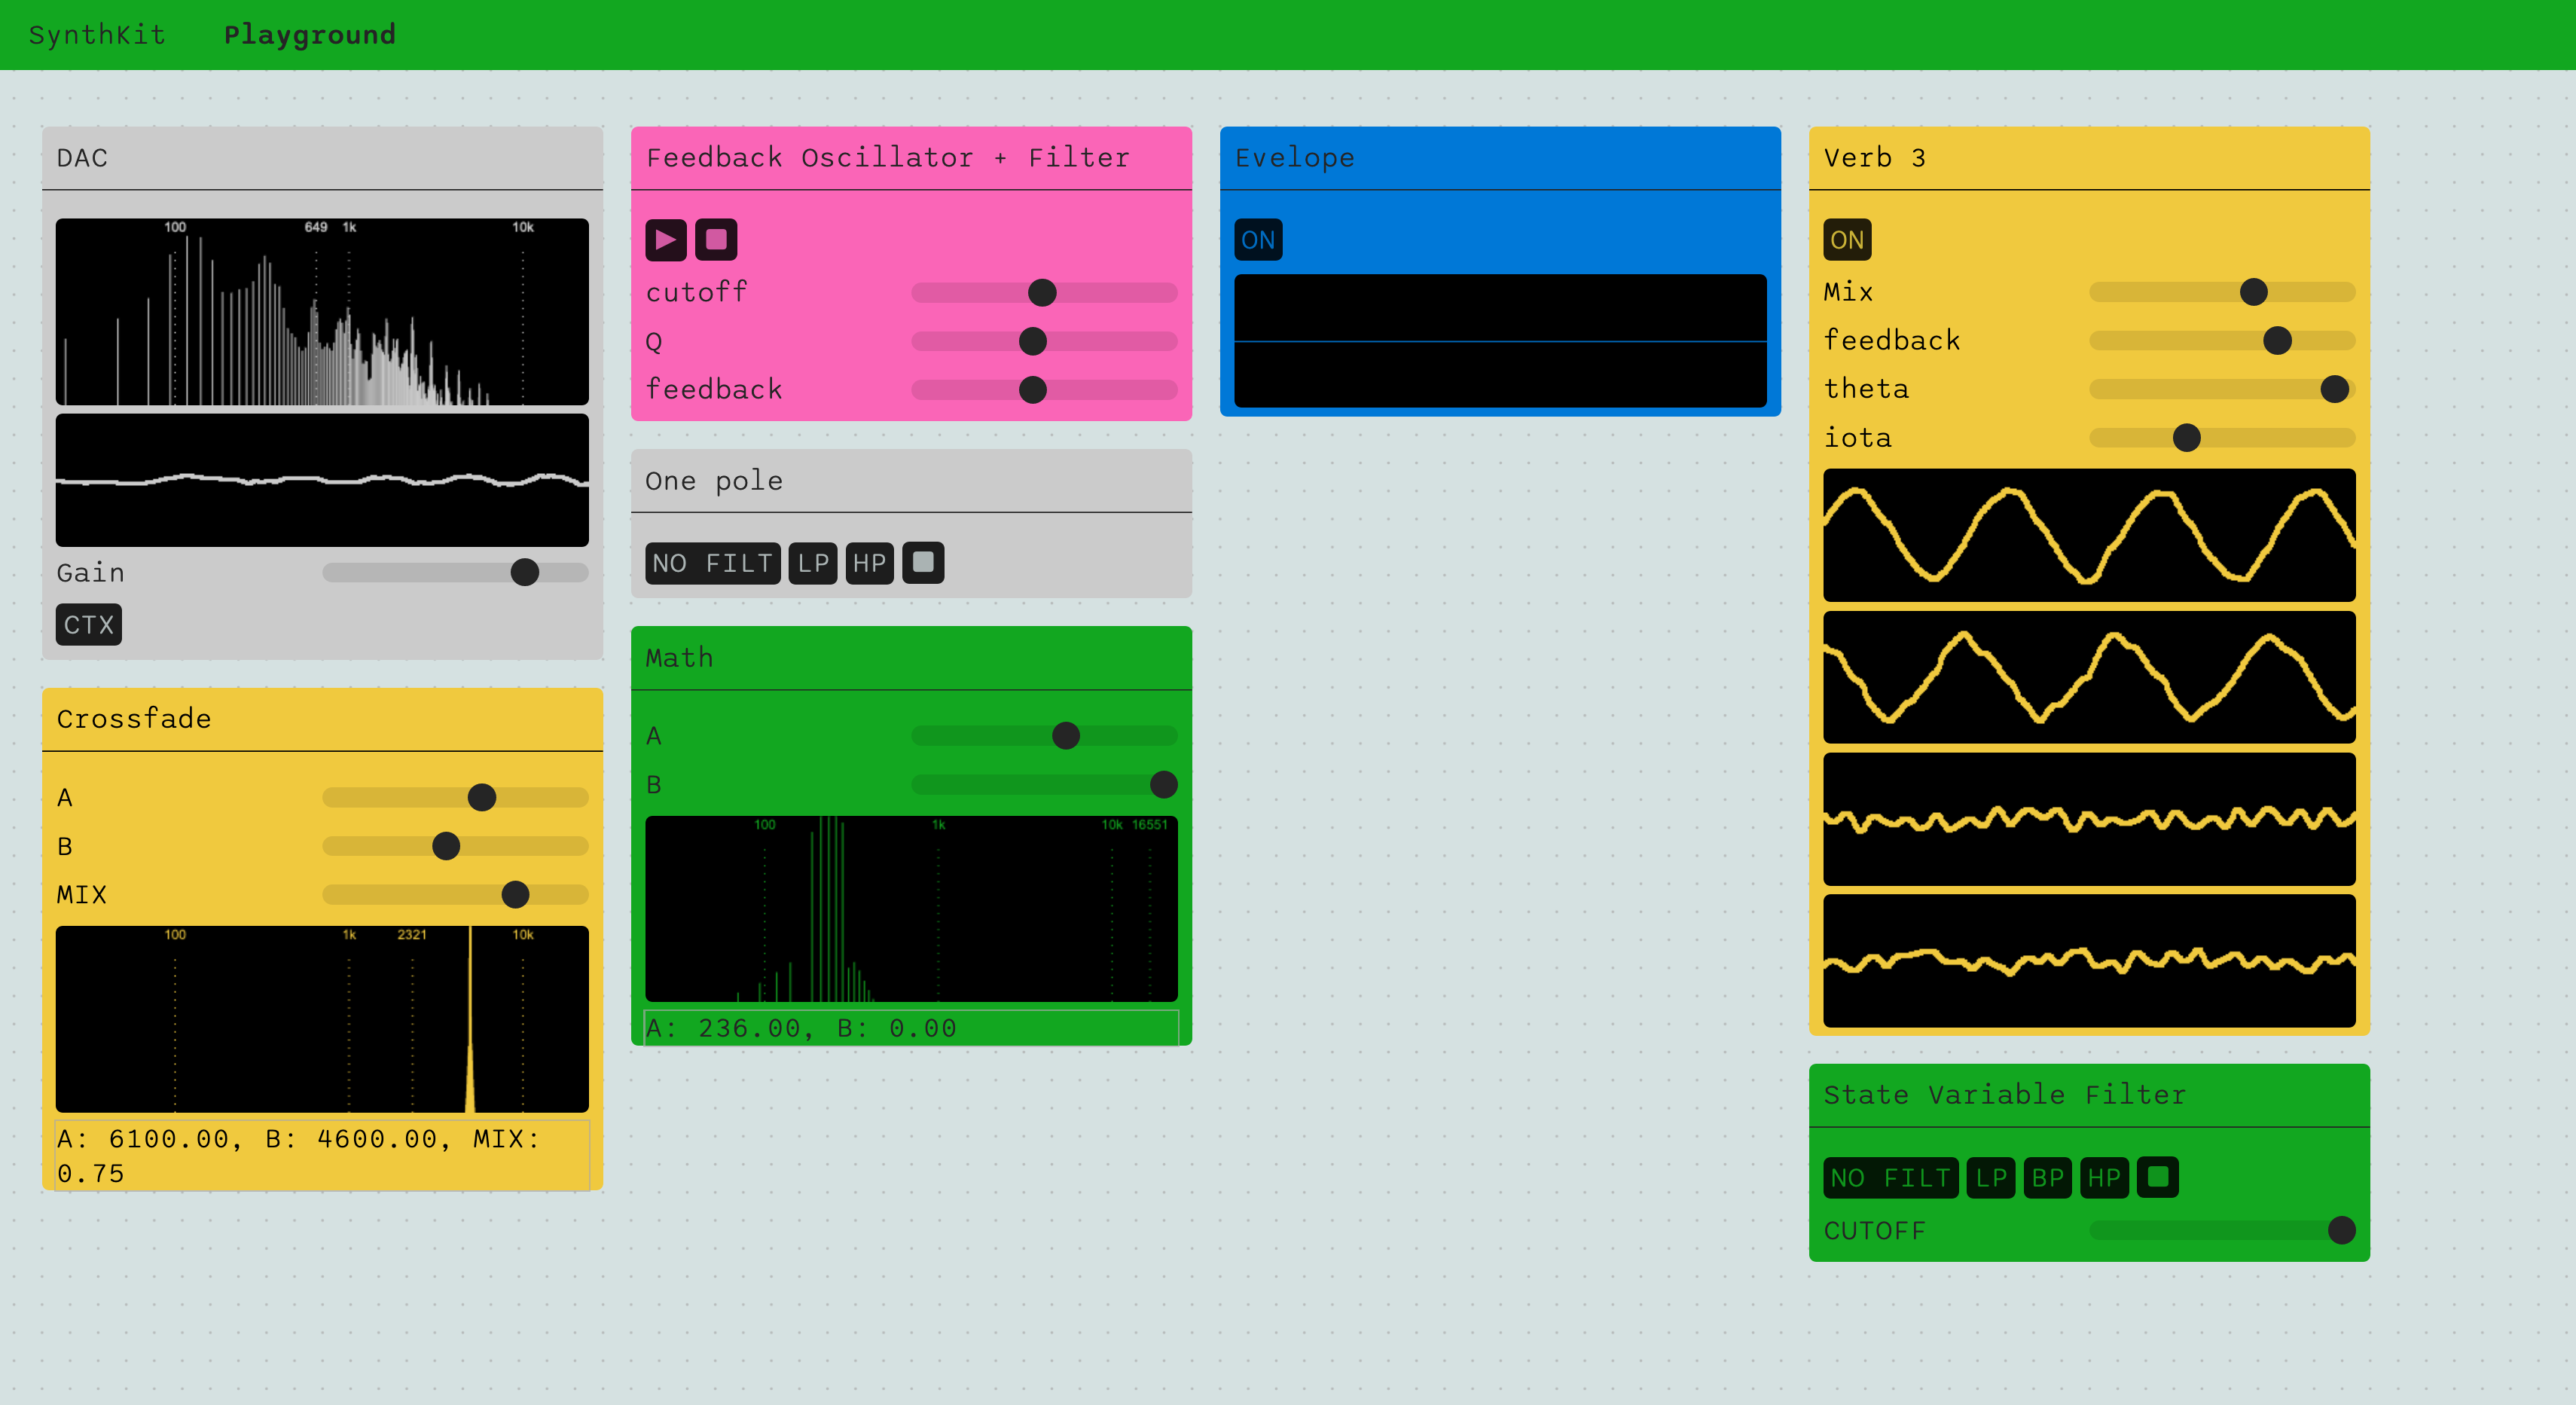 SynthKit Playground
DAC
100 649 1k 10k
Gain
CTX
Crossfade
A
B
MIX
100 1k 2321 10k
A: 6100.00, B: 4600.00, MIX:
0.75
Feedback Oscillator + Filter
cutoff
Q
feedback
One pole
NO FILT LP HP
Math
A
B
100 1k 10k 16551
A: 236.00, B: 0.00
Evelope
ON
Verb 3
ON
Mix
feedback
theta
iota
State Variable Filter
NO FILT LP BP HP
CUTOFF